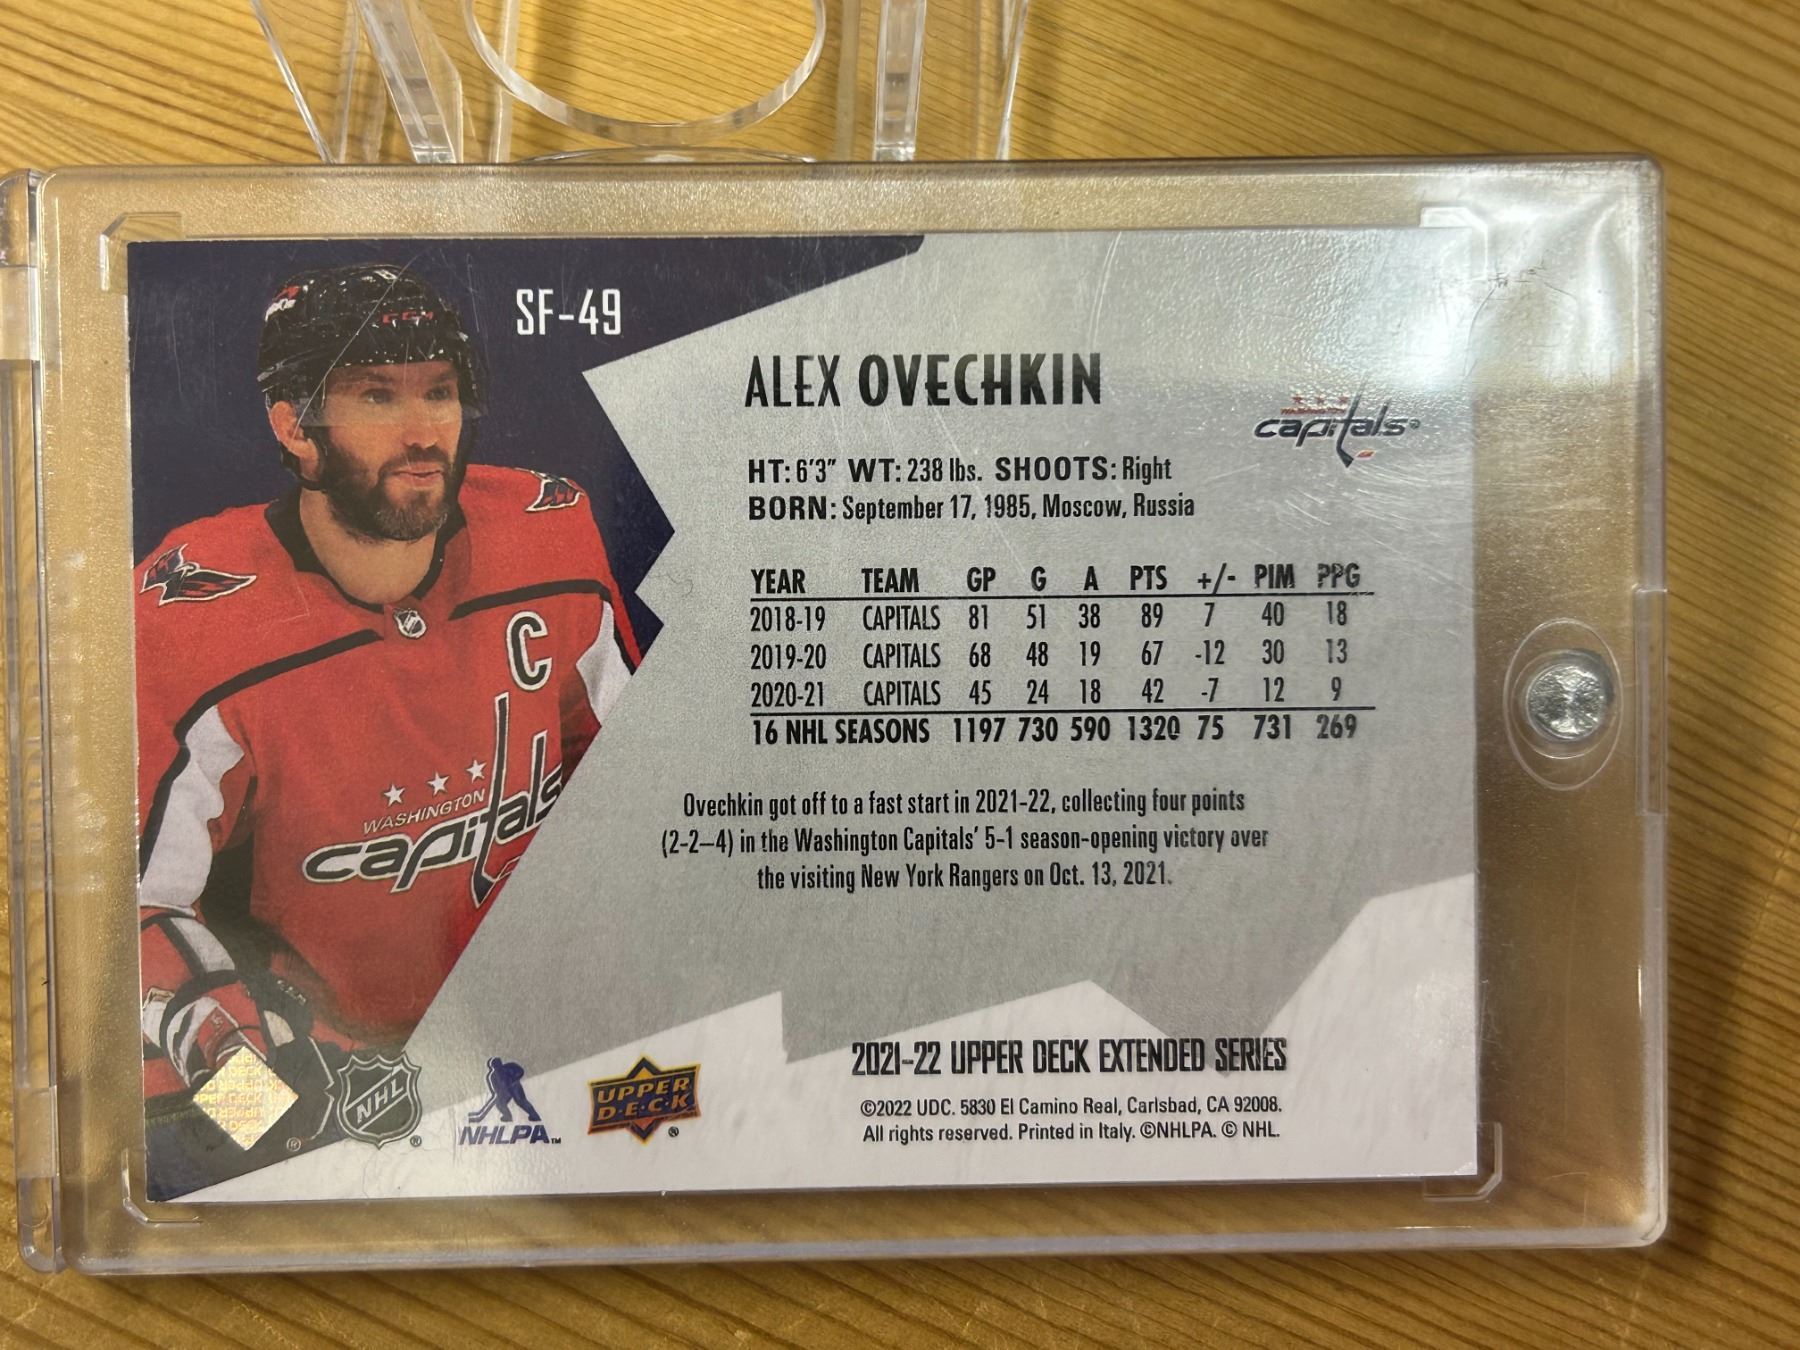 SF-49
ALEX OVECHKIN
WASHINGTON
capitals
HT: 6'3" WT: 238 lbs. SHOOTS: Right
BORN: September 17, 1985, Moscow, Russia
YEAR TEAM GP G A PTS +/- PIM PPG
2018-19 CAPITALS 81 51 38 89 7 40 18
2019-20 CAPITALS 68 48 19 67 -12 30 13
2020-21 CAPITALS 45 24 18 42 -7 12 9
16 NHL SEASONS 1197 730 590 1320 75 731 269
Ovechkin got off to a fast start in 2021-22, collecting four points
(2-2—4) in the Washington Capitals' 5-1 season-opening victory over
the visiting New York Rangers on Oct. 13, 2021.
CCM
C
WASHINGTON
capitals
NHL
NHLPA™
UPPER
D·E·C·K
2021-22 UPPER DECK EXTENDED SERIES
©2022 UDC. 5830 El Camino Real, Carlsbad, CA 92008.
All rights reserved. Printed in Italy. ©NHLPA. © NHL.